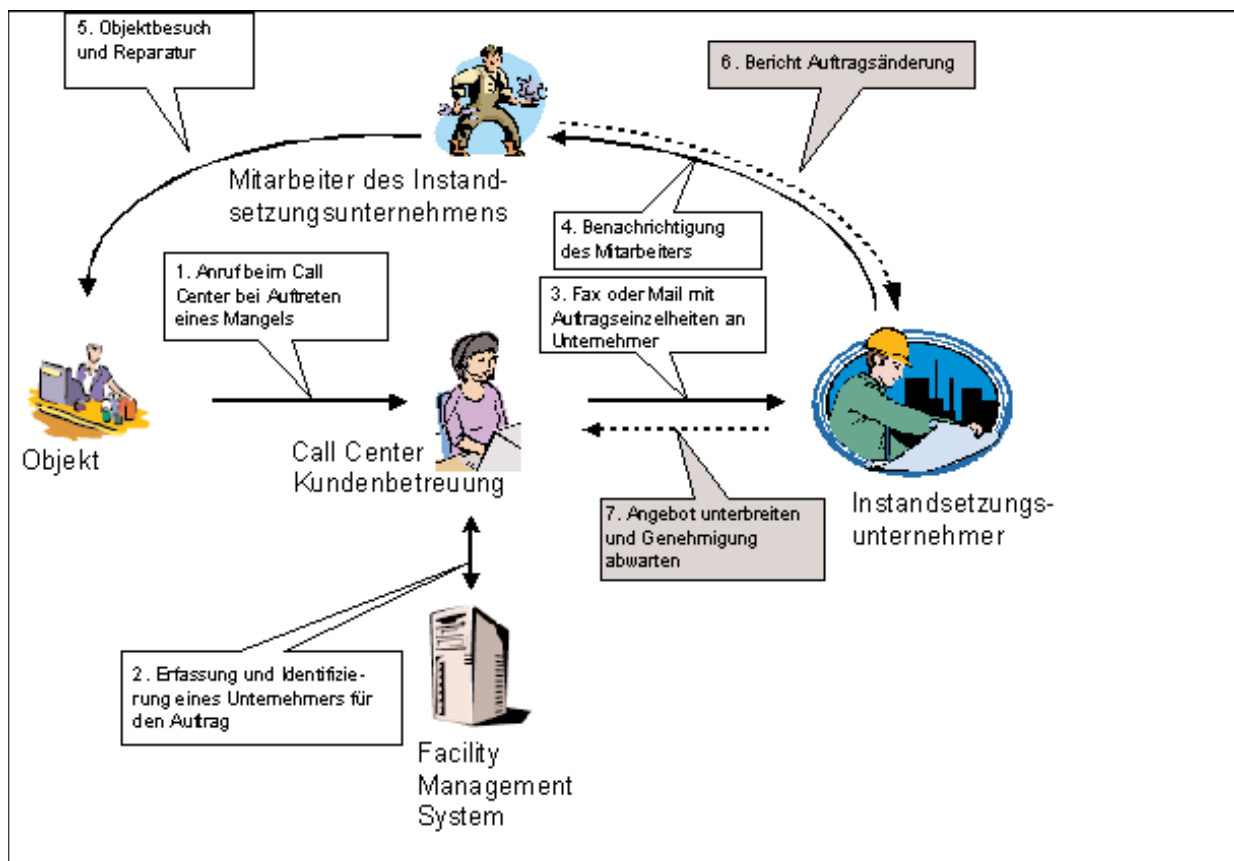 5. Objektbesuch
und Reparatur
6. Bericht Auftragsänderung
Mitarbeiter des Instand-
setzungsunternehmens
4. Benachrichtigung
des Mitarbeiters
1. Anruf beim Call
Center bei Auftreten
eines Mangels
3. Fax oder Mail mit
Auftragseinzelheiten an
Unternehmer
Objekt
Call Center
Kundenbetreuung
7. Angebot unterbreiten
und Genehmigung
abwarten
Instandsetzungs-
unternehmer
2. Erfassung und Identifizie-
rung eines Unternehmers für
den Auftrag
Facility
Management
System